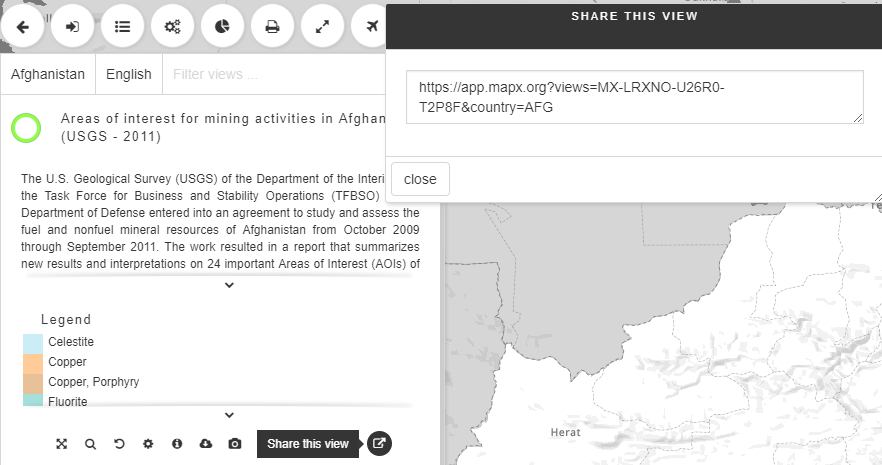 SHARE THIS VIEW
https://app.mapx.org?views=MX-LRXNO-U26R0-
T2P8F&country=AFG
close
Afghanistan
English
Filter views ...
Areas of interest for mining activities in Afghan
(USGS - 2011)
The U.S. Geological Survey (USGS) of the Department of the Interi
the Task Force for Business and Stability Operations (TFBSO)
Department of Defense entered into an agreement to study and assess the
fuel and nonfuel mineral resources of Afghanistan from October 2009
through September 2011. The work resulted in a report that summarizes
new results and interpretations on 24 important Areas of Interest (AOIs) of
Legend
Celestite
Copper
Copper, Porphyry
Fluorite
Share this view
Herat